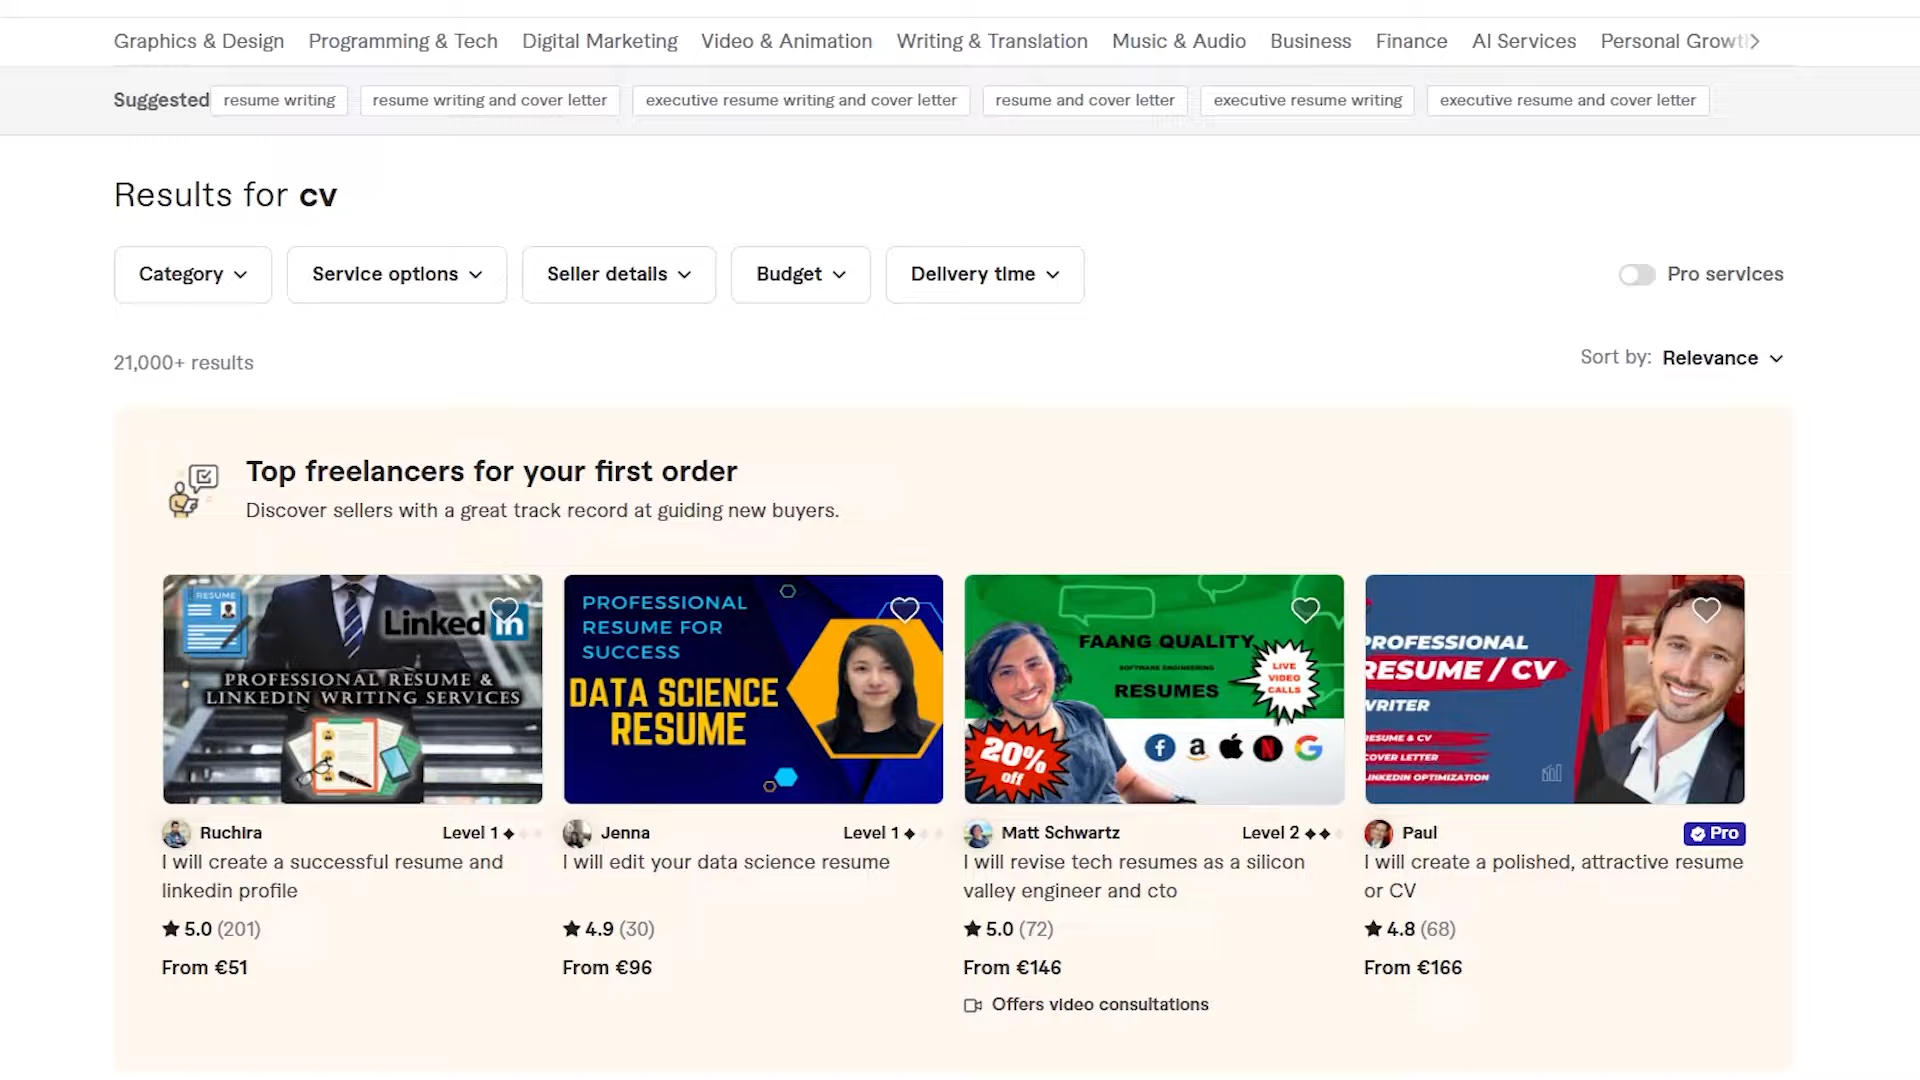 Graphics & Design Programming & Tech Digital Marketing Video & Animation Writing & Translation Music & Audio Business Finance AI Services Personal Growt
Suggested resume writing resume writing and cover letter executive resume writing and cover letter resume and cover letter executive resume writing executive resume and cover letter
Results for cv
Category Service options Seller details Budget Delivery time Pro services
21,000+ results
Sort by: Relevance
Top freelancers for your first order
Discover sellers with a great track record at guiding new buyers.
RESUME
Linked in
PROFESSIONAL RESUME &
LINKEDIN WRITING SERVICES
PROFESSIONAL
RESUME FOR
SUCCESS
DATA SCIENCE
RESUME
FAANG QUALITY
SOFTWARE ENGINEERING
RESUMES
LIVE
VIDEO
CALLS
20%
off
PROFESSIONAL
RESUME / CV
WRITER
RESUME & CV
COVER LETTER
LINKEDIN OPTIMIZATION
Ruchira Level 1
I will create a successful resume and
linkedin profile
5.0 (201)
From €51
Jenna Level 1
I will edit your data science resume
4.9 (30)
From €96
Matt Schwartz Level 2
I will revise tech resumes as a silicon
valley engineer and cto
5.0 (72)
From €146
Offers video consultations
Paul Pro
I will create a polished, attractive resume
or CV
4.8 (68)
From €166